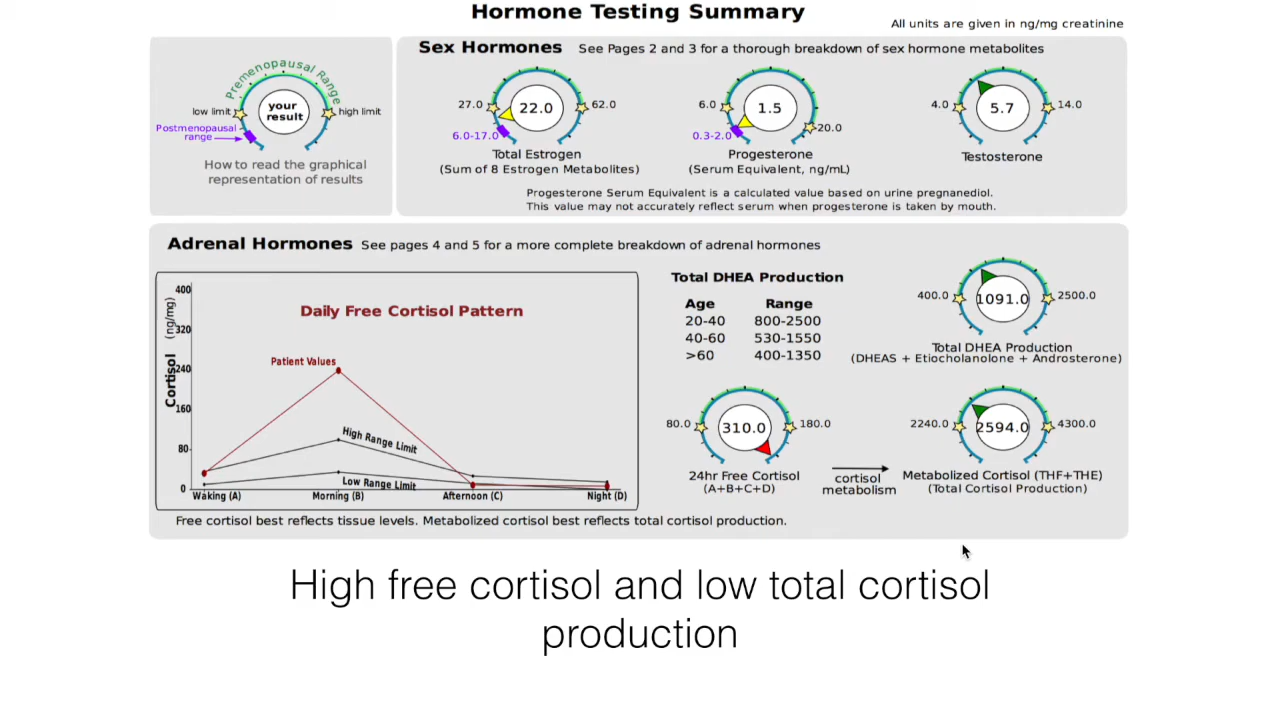 Hormone Testing Summary
All units are given in ng/mg creatinine
Premenopausal Range
low limit
your
result
high limit
Postmenopausal
range
How to read the graphical
representation of results
Sex Hormones See Pages 2 and 3 for a thorough breakdown of sex hormone metabolites
27.0 22.0 62.0
6.0-17.0
Total Estrogen
(Sum of 8 Estrogen Metabolites)
6.0 1.5 20.0
0.3-2.0
Progesterone
(Serum Equivalent, ng/mL)
4.0 5.7 14.0
Testosterone
Progesterone Serum Equivalent is a calculated value based on urine pregnanediol.
This value may not accurately reflect serum when progesterone is taken by mouth.
Adrenal Hormones See pages 4 and 5 for a more complete breakdown of adrenal hormones
Daily Free Cortisol Pattern
Cortisol (ng/mg)
400
320
240
160
80
0
Patient Values
High Range Limit
Low Range Limit
Waking (A) Morning (B) Afternoon (C) Night (D)
Total DHEA Production
Age Range
20-40 800-2500
40-60 530-1550
>60 400-1350
400.0 1091.0 2500.0
Total DHEA Production
(DHEAS + Etiocholanolone + Androsterone)
80.0 310.0 180.0
24hr Free Cortisol
(A+B+C+D)
cortisol
metabolism
2240.0 2594.0 4300.0
Metabolized Cortisol (THF+THE)
(Total Cortisol Production)
Free cortisol best reflects tissue levels. Metabolized cortisol best reflects total cortisol production.
High free cortisol and low total cortisol
production